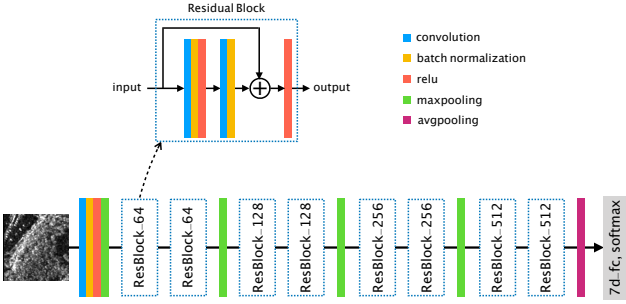 Residual Block
input
output
convolution
batch normalization
relu
maxpooling
avgpooling
ResBlock_64
ResBlock_64
ResBlock_128
ResBlock_128
ResBlock_256
ResBlock_256
ResBlock_512
ResBlock_512
7d-fc, softmax